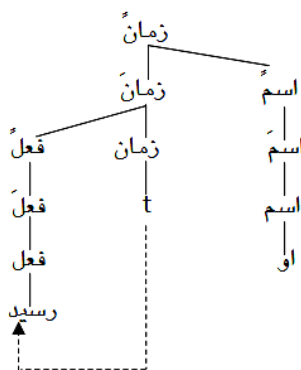 زمانً
اسمً زمانَ
اسمَ زمان فعلً
اسم t فعلَ
او فعل
رسید